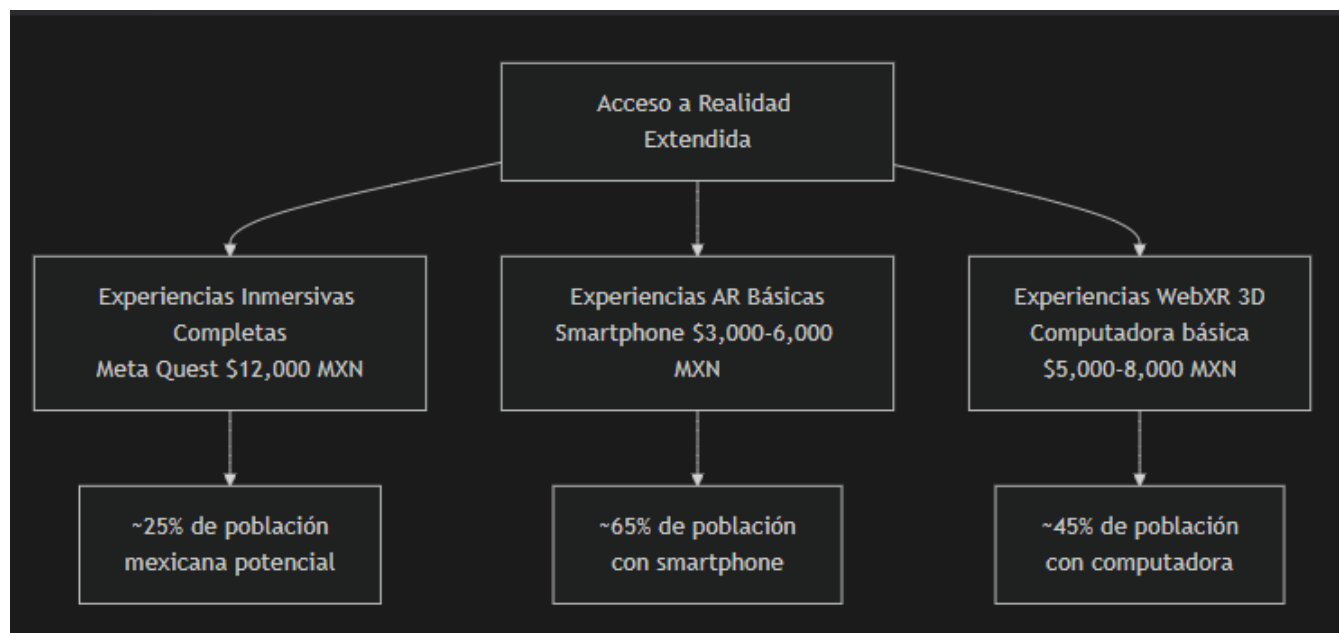 Acceso a Realidad
Extendida
Experiencias Inmersivas
Completas
Meta Quest $12,000 MXN
Experiencias AR Básicas
Smartphone $3,000-6,000
MXN
Experiencias WebXR 3D
Computadora básica
$5,000-8,000 MXN
~25% de población
mexicana potencial
~65% de población
con smartphone
~45% de población
con computadora